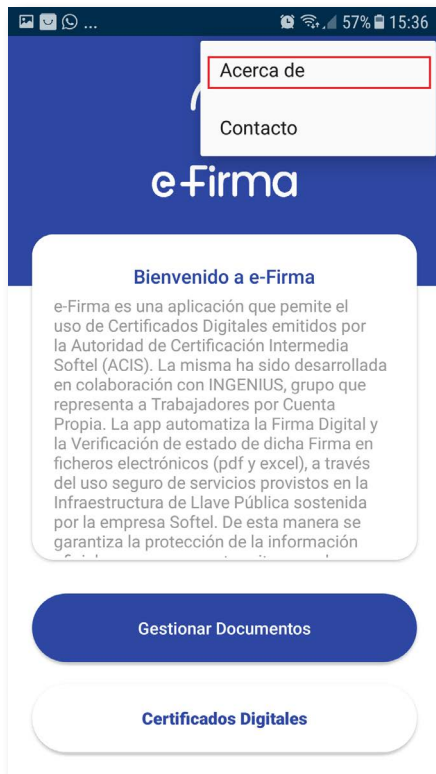 ... 57% 15:36
Acerca de
Contacto
e-Firma
Bienvenido a e-Firma
e-Firma es una aplicación que pemite el
uso de Certificados Digitales emitidos por
la Autoridad de Certificación Intermedia
Softel (ACIS). La misma ha sido desarrollada
en colaboración con INGENIUS, grupo que
representa a Trabajadores por Cuenta
Propia. La app automatiza la Firma Digital y
la Verificación de estado de dicha Firma en
ficheros electrónicos (pdf y excel), a través
del uso seguro de servicios provistos en la
Infraestructura de Llave Pública sostenida
por la empresa Softel. De esta manera se
garantiza la protección de la información
Gestionar Documentos
Certificados Digitales